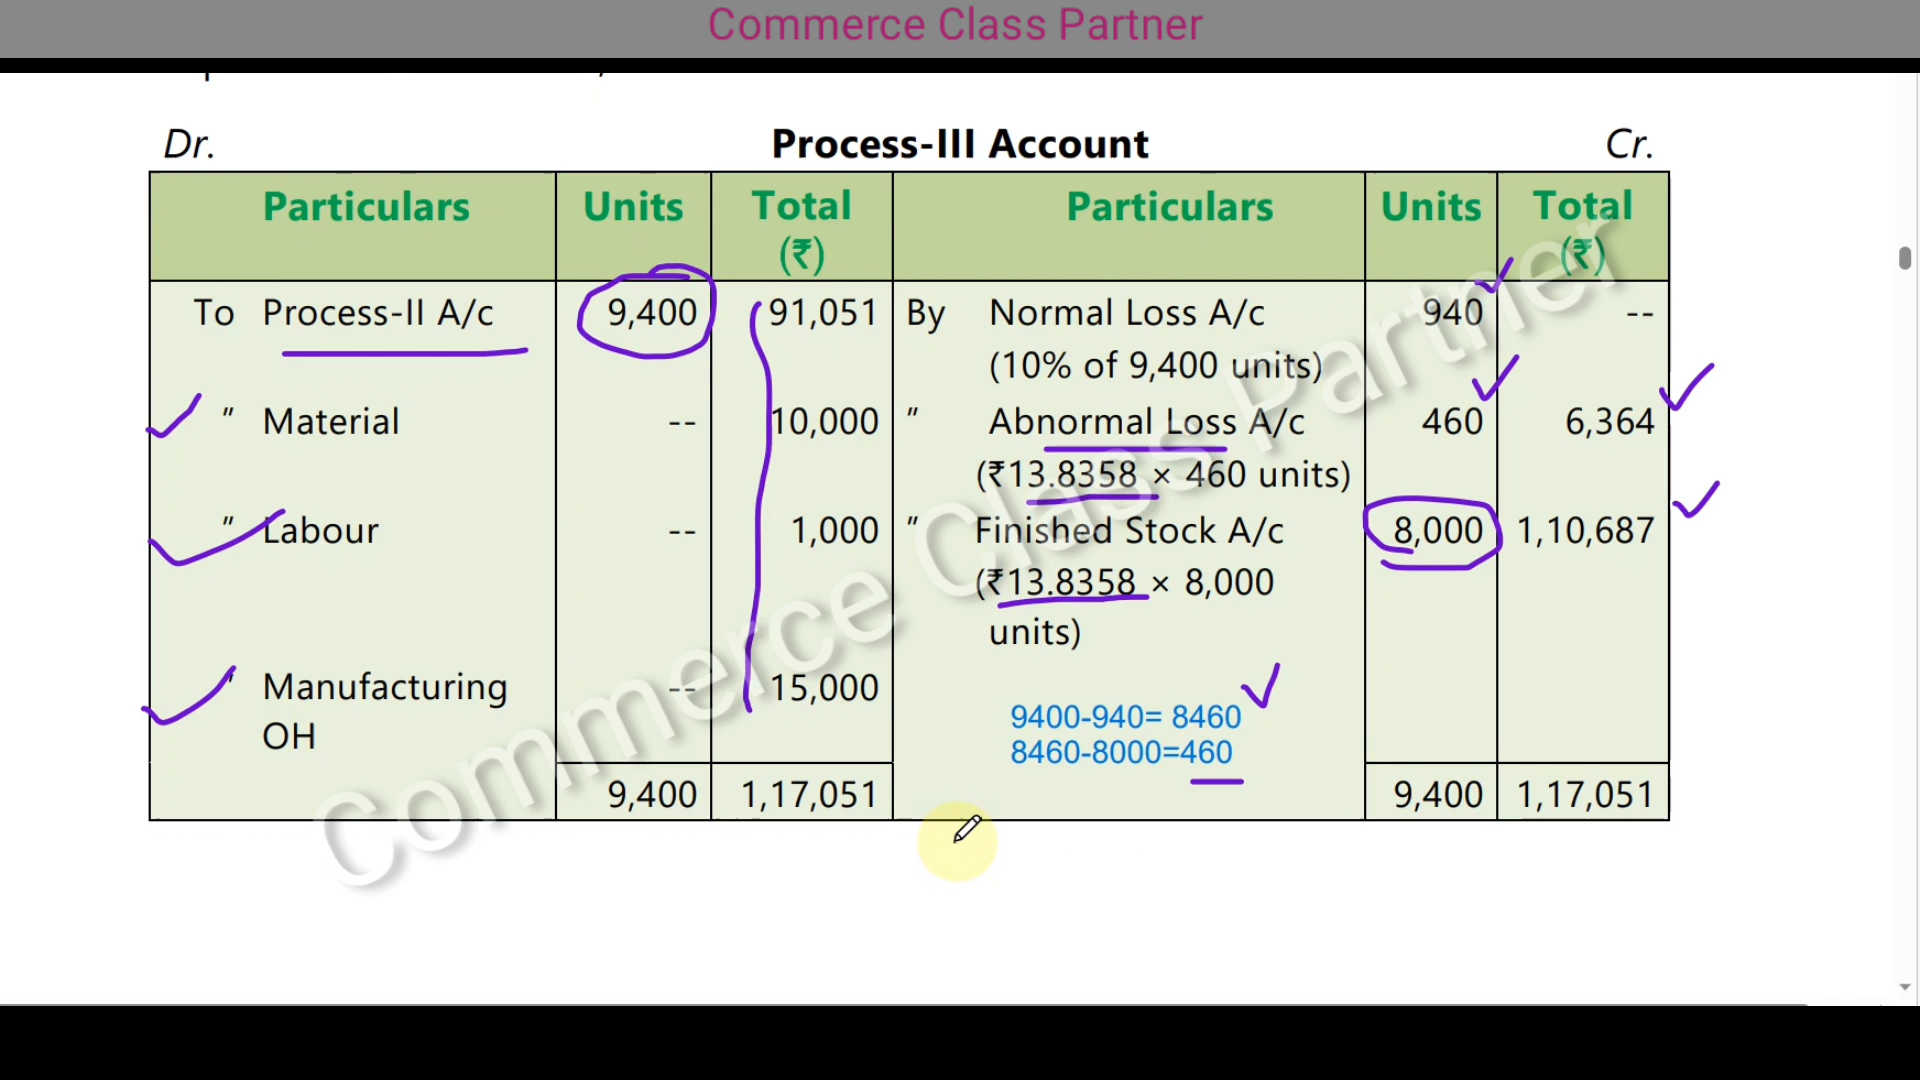 Commerce Class Partner
Dr. Process-III Account Cr.
Particulars Units Total (₹) Particulars Units Total (₹)
To Process-II A/c 9,400 91,051 By Normal Loss A/c 940 --
(10% of 9,400 units)
" Material -- 10,000 " Abnormal Loss A/c 460 6,364
(₹13.8358 × 460 units)
" Labour -- 1,000 " Finished Stock A/c 8,000 1,10,687
(₹13.8358 × 8,000
units)
" Manufacturing -- 15,000
OH
9400-940= 8460
8460-8000=460
9,400 1,17,051 9,400 1,17,051
Commerce Class Partner